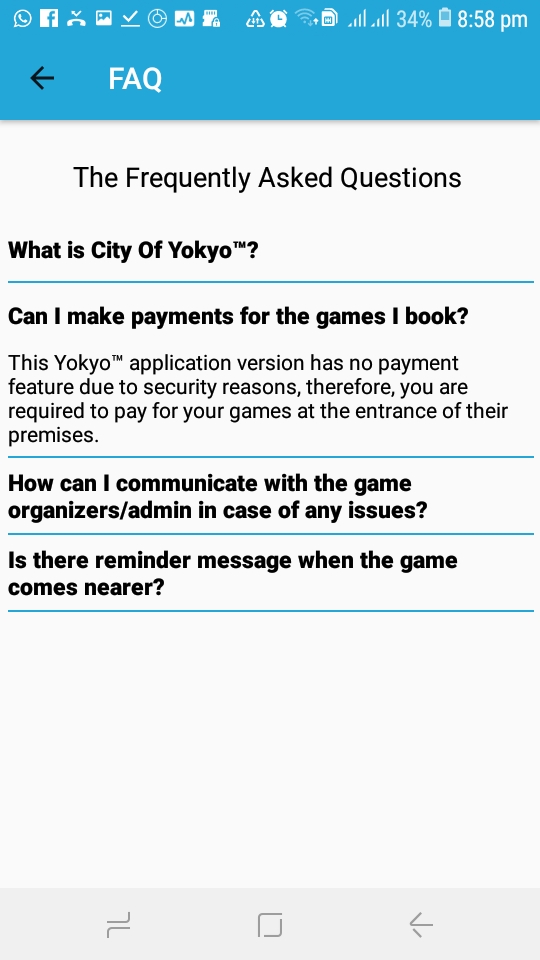 34% 8:58 pm
FAQ
The Frequently Asked Questions
What is City Of Yokyo™?
Can I make payments for the games I book?
This Yokyo™ application version has no payment
feature due to security reasons, therefore, you are
required to pay for your games at the entrance of their
premises.
How can I communicate with the game
organizers/admin in case of any issues?
Is there reminder message when the game
comes nearer?